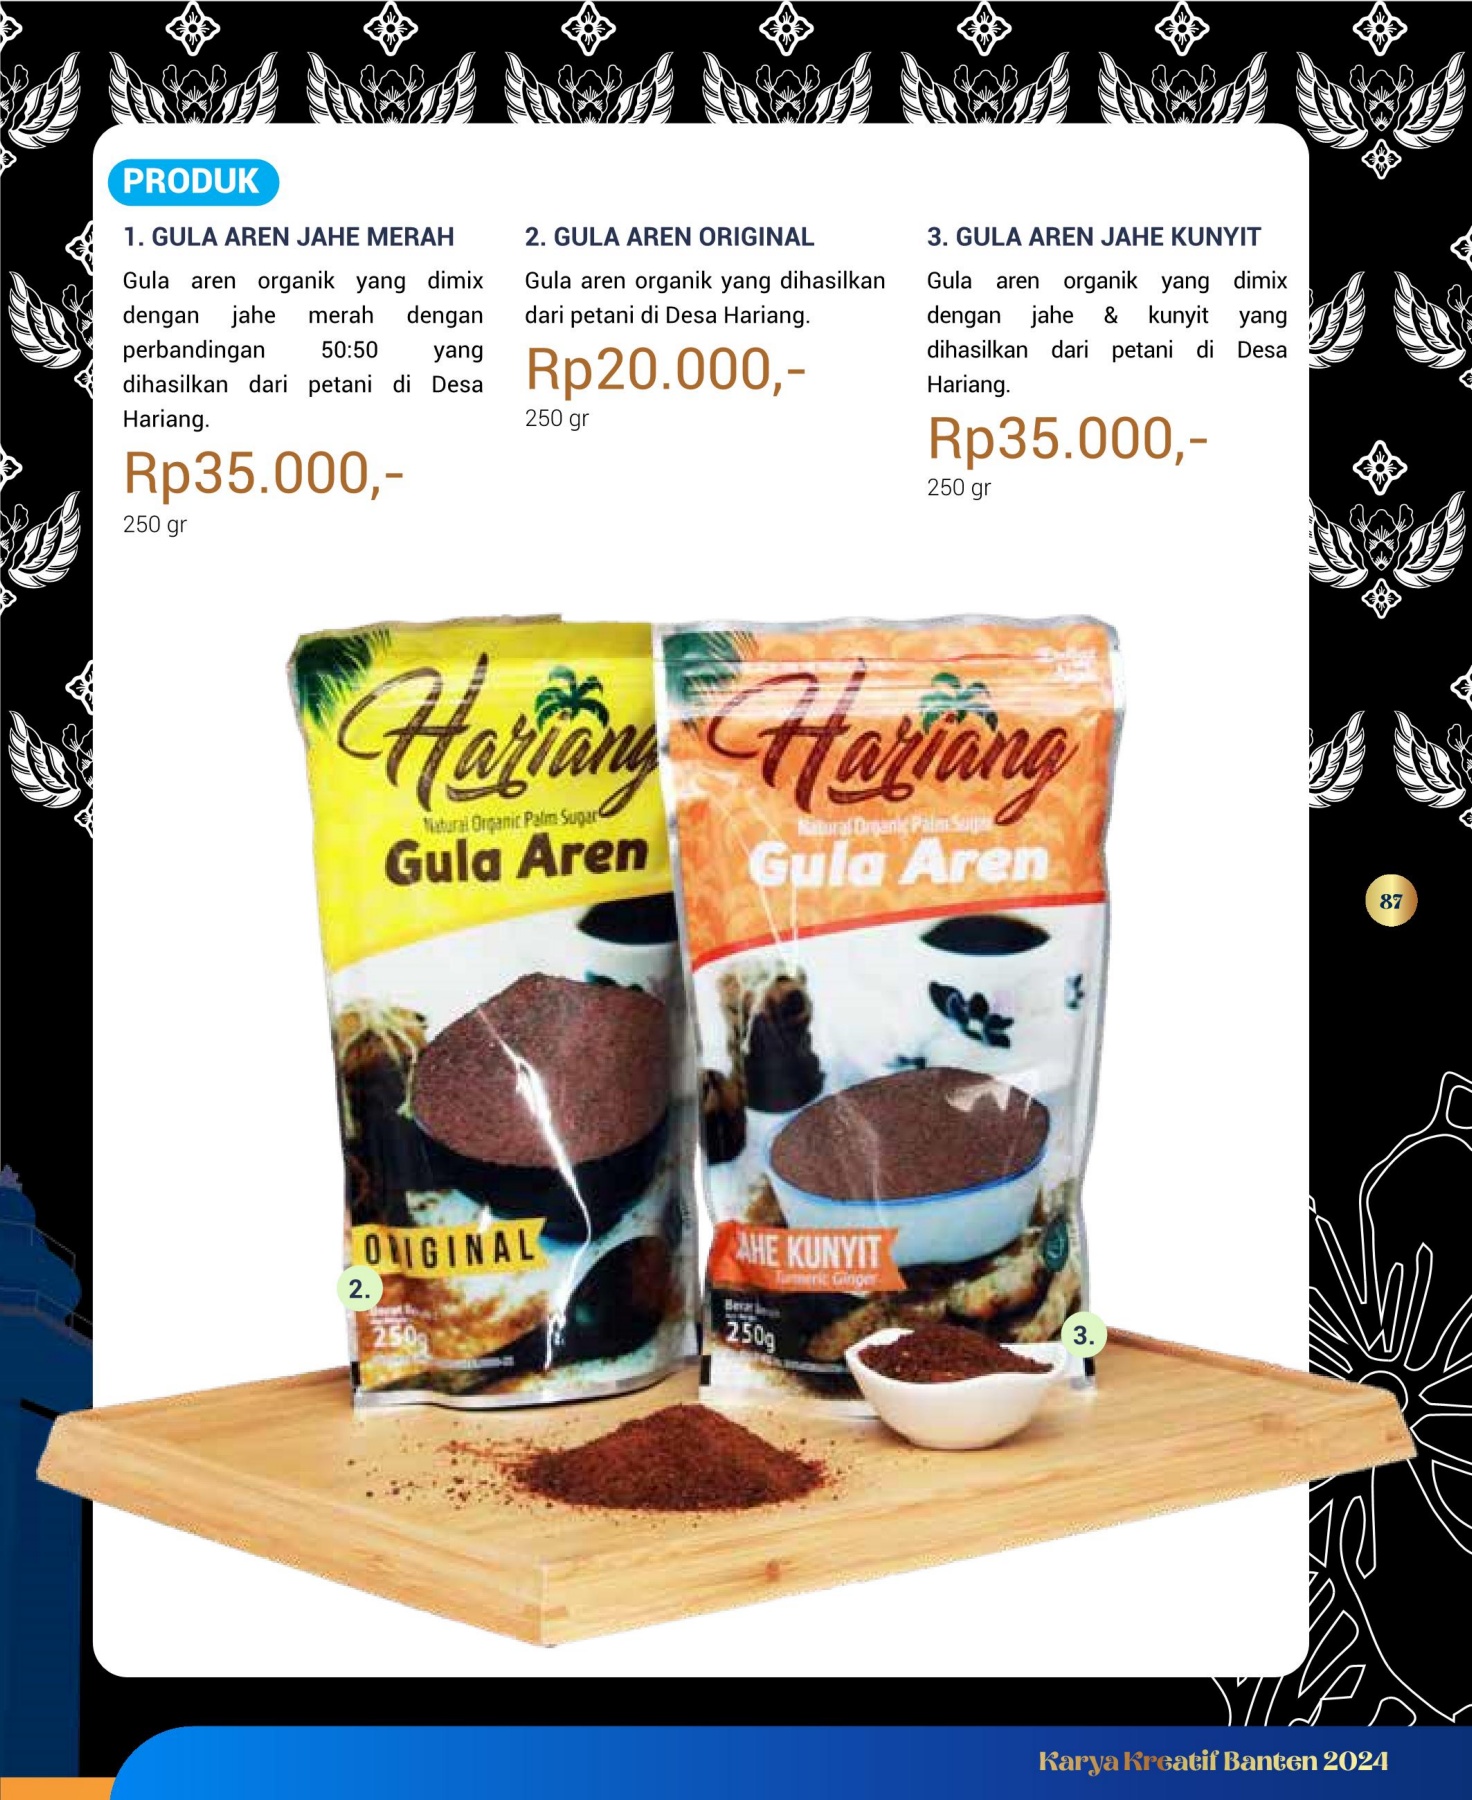 PRODUK
1. GULA AREN JAHE MERAH
Gula aren organik yang dimix
dengan jahe merah dengan
perbandingan 50:50 yang
dihasilkan dari petani di Desa
Hariang.
Rp35.000,-
250 gr
2. GULA AREN ORIGINAL
Gula aren organik yang dihasilkan
dari petani di Desa Hariang.
Rp20.000,-
250 gr
3. GULA AREN JAHE KUNYIT
Gula aren organik yang dimix
dengan jahe & kunyit yang
dihasilkan dari petani di Desa
Hariang.
Rp35.000,-
250 gr
Hariang
Natural Organic Palm Sugar
Gula Aren
ORIGINAL
2.
250g
Hariang
Natural Organic Palm Sugar
Gula Aren
JAHE KUNYIT
Turmeric Ginger
Berat
250g
3.
87
Karya Kreatif Banten 2024